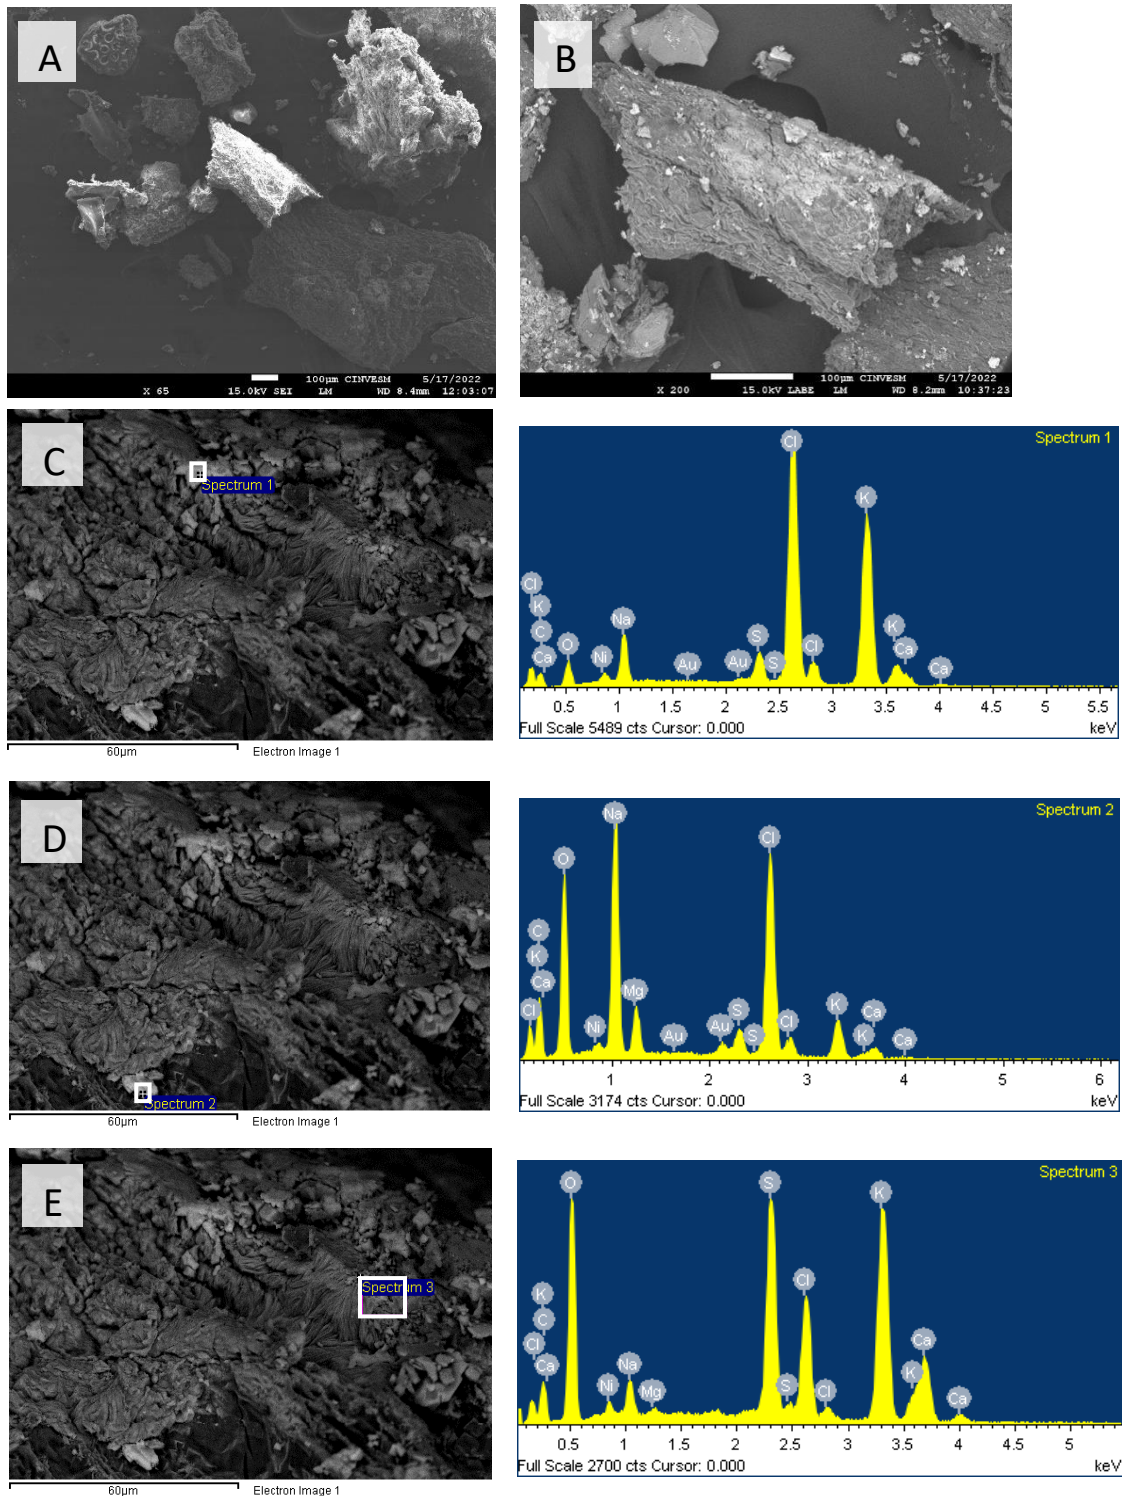 A
100µm CINVESM 5/17/2022
X 65 15.0kV SEI LM WD 8.4mm 12:03:07
B
100µm CINVESM 5/17/2022
X 200 15.0kV LABE LM WD 8.2mm 10:37:23
C
Spectrum 1
60µm Electron Image 1
Spectrum 1
Cl
K
Cl
K
C
Ca
O
Ni
Na
Au
Au
S
S
Cl
K
Ca
Ca
0.5 1 1.5 2 2.5 3 3.5 4 4.5 5 5.5
Full Scale 5489 cts Cursor: 0.000 keV
D
Spectrum 2
60µm Electron Image 1
Spectrum 2
Na
Cl
O
C
K
Ca
Cl
Ni
Mg
Au
Au
S
S
Cl
K
K
Ca
Ca
1 2 3 4 5 6
Full Scale 3174 cts Cursor: 0.000 keV
E
Spectrum 3
60µm Electron Image 1
Spectrum 3
O
S
K
Cl
K
C
Cl
Ca
Ni
Na
Mg
S
Cl
K
Ca
Ca
0.5 1 1.5 2 2.5 3 3.5 4 4.5 5
Full Scale 2700 cts Cursor: 0.000 keV